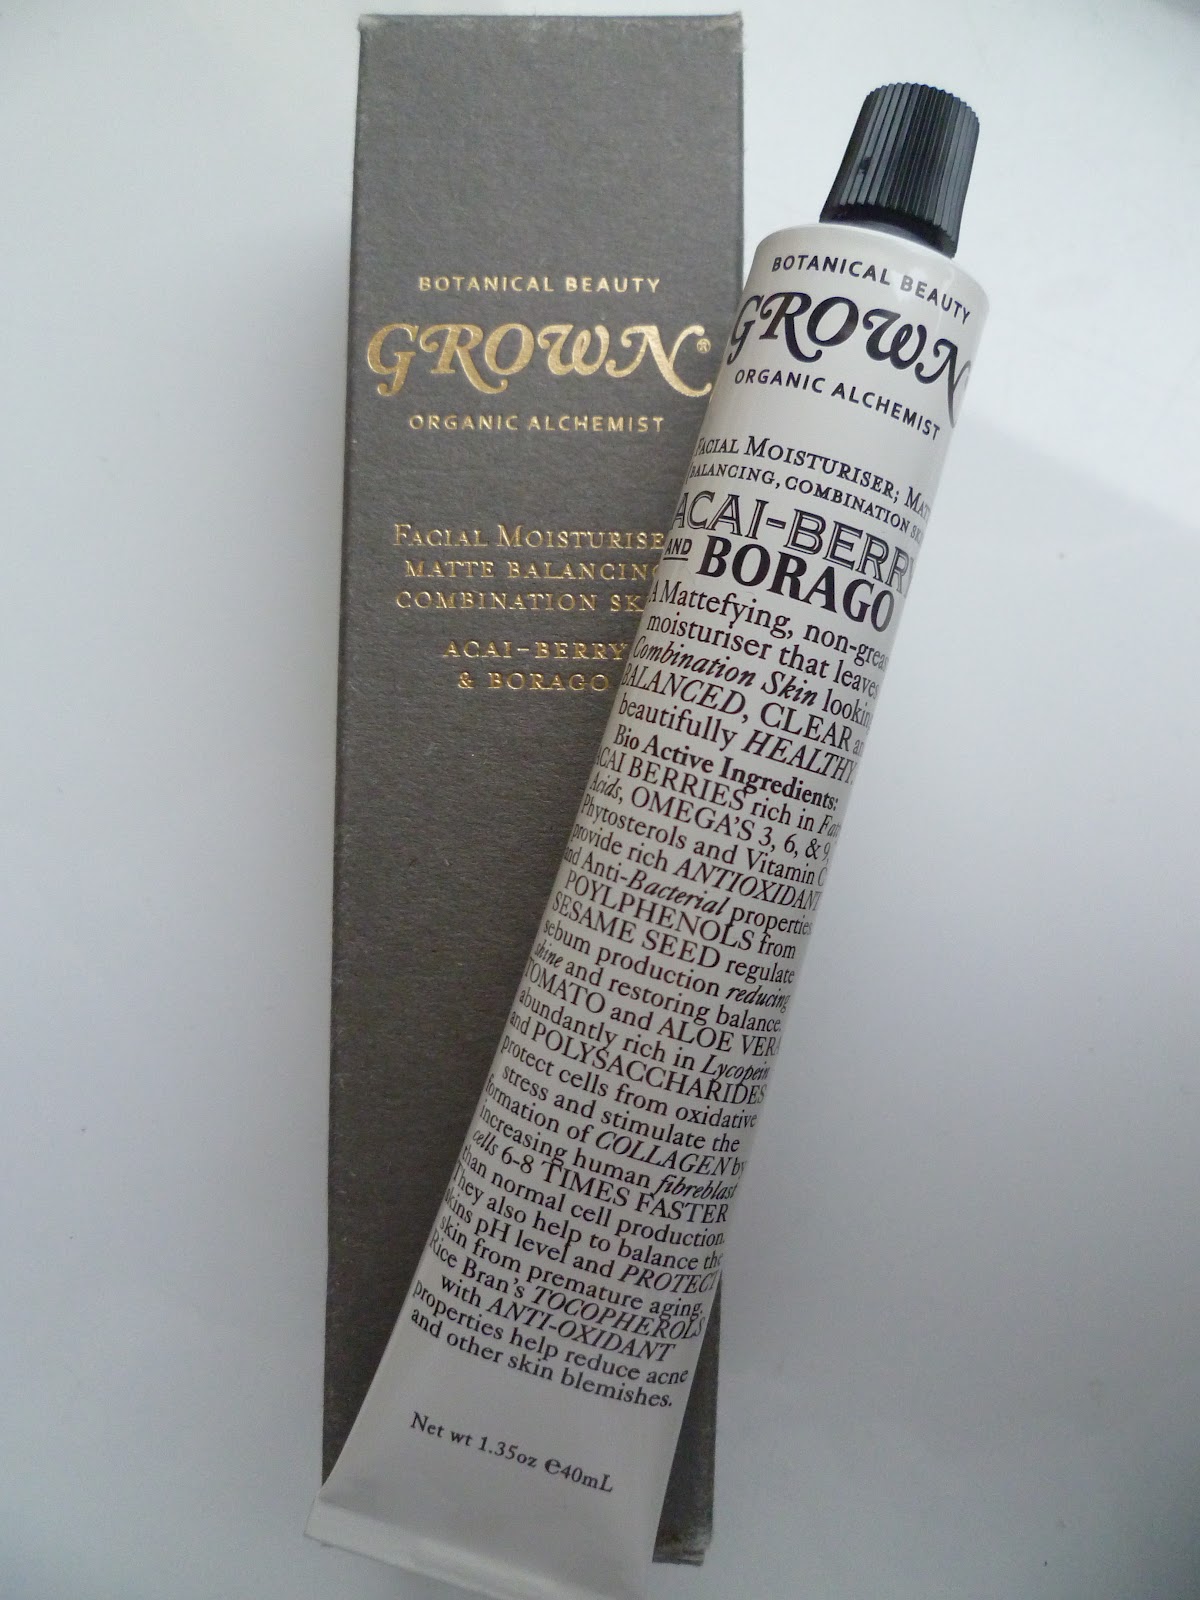 BOTANICAL BEAUTY
GROWN®
ORGANIC ALCHEMIST
FACIAL MOISTURISE
MATTE BALANCING
COMBINATION SK
ACAI-BERRY
& BORAGO
BOTANICAL BEAUTY
GROWN
ORGANIC ALCHEMIST
FACIAL MOISTURISER; MAT
BALANCING, COMBINATION SK
ACAI-BERRY
AND BORAGO
A Mattefying, non-grea
moisturiser that leaves
Combination Skin lookin
BALANCED, CLEAR an
beautifully HEALTHY.
Bio Active Ingredients:
ACAI BERRIES rich in Fat
Acids, OMEGA'S 3, 6, & 9,
Phytosterols and Vitamin C
provide rich ANTIOXIDANT
and Anti-Bacterial properties
POYLPHENOLS from
SESAME SEED regulate
sebum production reducing
shine and restoring balance.
TOMATO and ALOE VERA
abundantly rich in Lycopein
and POLYSACCHARIDES
protect cells from oxidative
stress and stimulate the
formation of COLLAGEN by
increasing human fibreblast
cells 6-8 TIMES FASTER
than normal cell production.
They also help to balance the
skins pH level and PROTECT
skin from premature aging.
Rice Bran's TOCOPHEROLS
with ANTI-OXIDANT
properties help reduce acne
and other skin blemishes.
Net wt 1.35oz ℮40mL